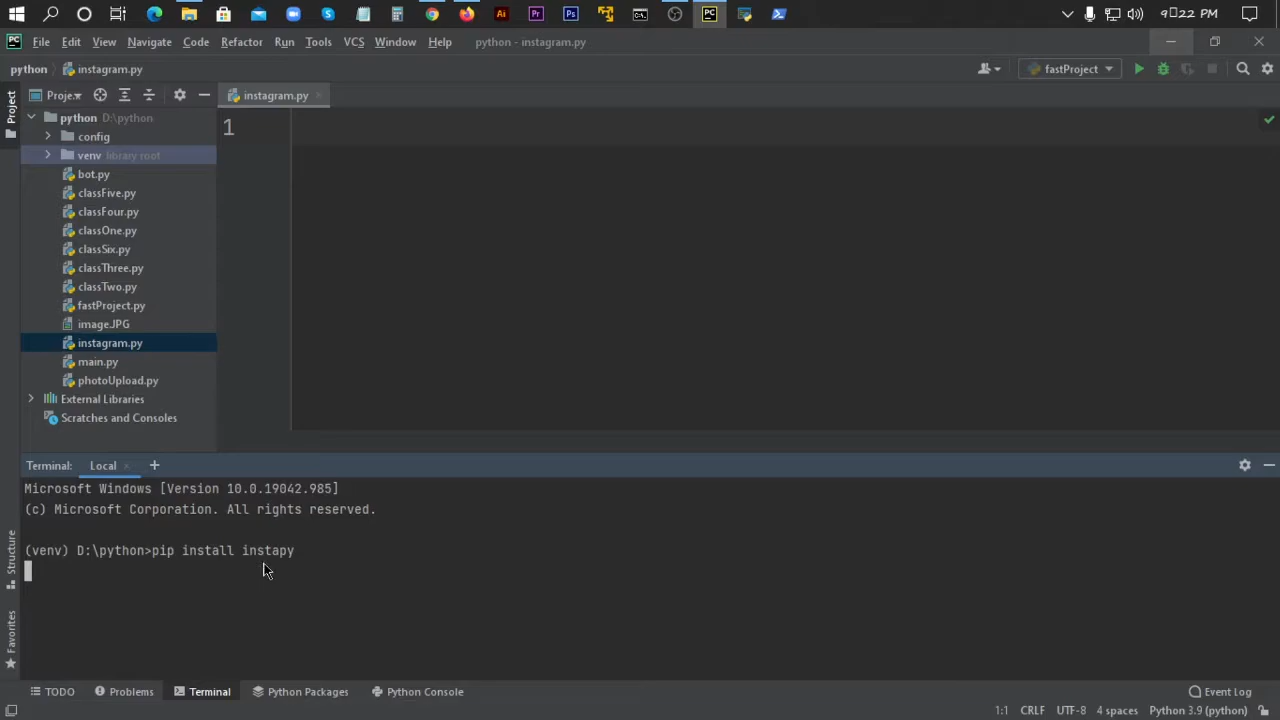 Ai
Pr
Ps
9:22 PM
PC
File Edit View Navigate Code Refactor Run Tools VCS Window Help python - instagram.py
python instagram.py
fastProject
Project
Proje..
instagram.py
python D:\python
1
config
venv library root
bot.py
classFive.py
classFour.py
classOne.py
classSix.py
classThree.py
classTwo.py
fastProject.py
image.JPG
instagram.py
main.py
photoUpload.py
External Libraries
Scratches and Consoles
Terminal: Local +
Microsoft Windows [Version 10.0.19042.985]
(c) Microsoft Corporation. All rights reserved.
(venv) D:\python>pip install instapy
Structure
Favorites
TODO Problems Terminal Python Packages Python Console Event Log
1:1 CRLF UTF-8 4 spaces Python 3.9 (python)